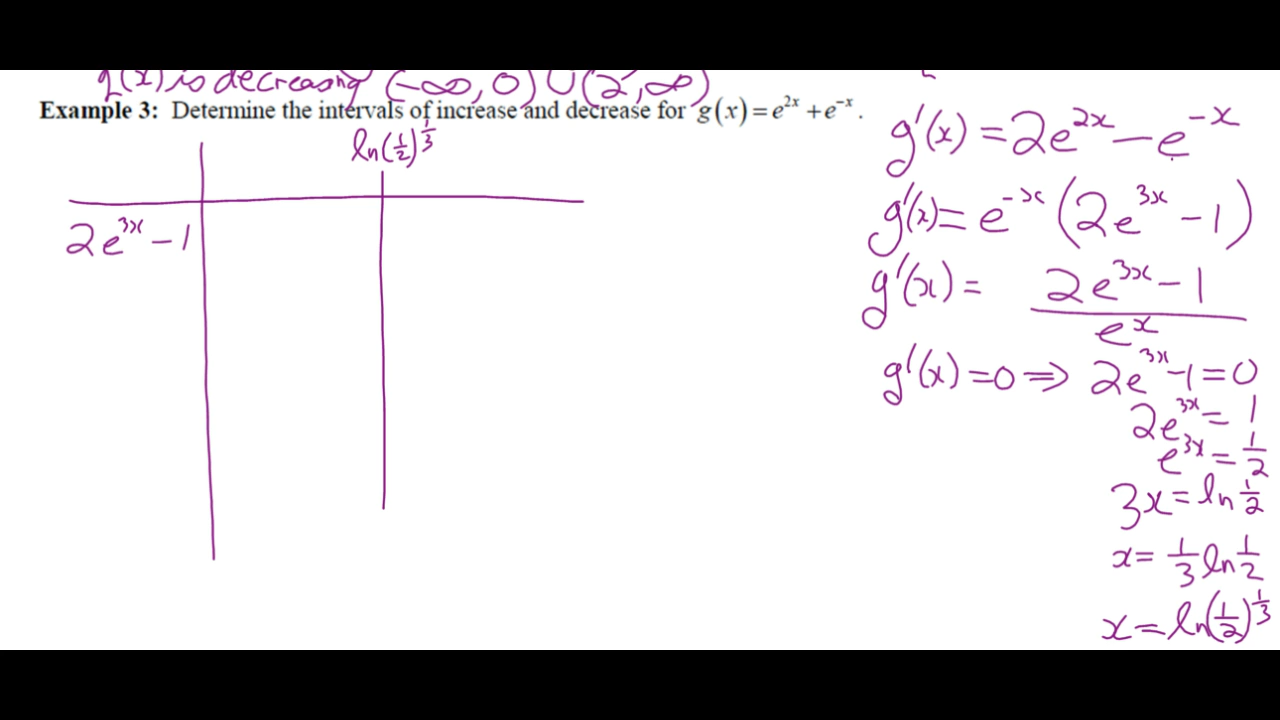 g(x) is decreasing (-∞, 0) ∪ (2, ∞)
Example 3: Determine the intervals of increase and decrease for g(x) = e^{2x} + e^{-x}.
ln(1/2)^{1/3}
2e^{3x} - 1
g'(x) = 2e^{2x} - e^{-x}
g'(x) = e^{-x} (2e^{3x} - 1)
g'(x) = \frac{2e^{3x} - 1}{e^x}
g'(x) = 0 ⇒ 2e^{3x} - 1 = 0
2e^{3x} = 1
e^{3x} = 1/2
3x = ln 1/2
x = 1/3 ln 1/2
x = ln(1/2)^{1/3}